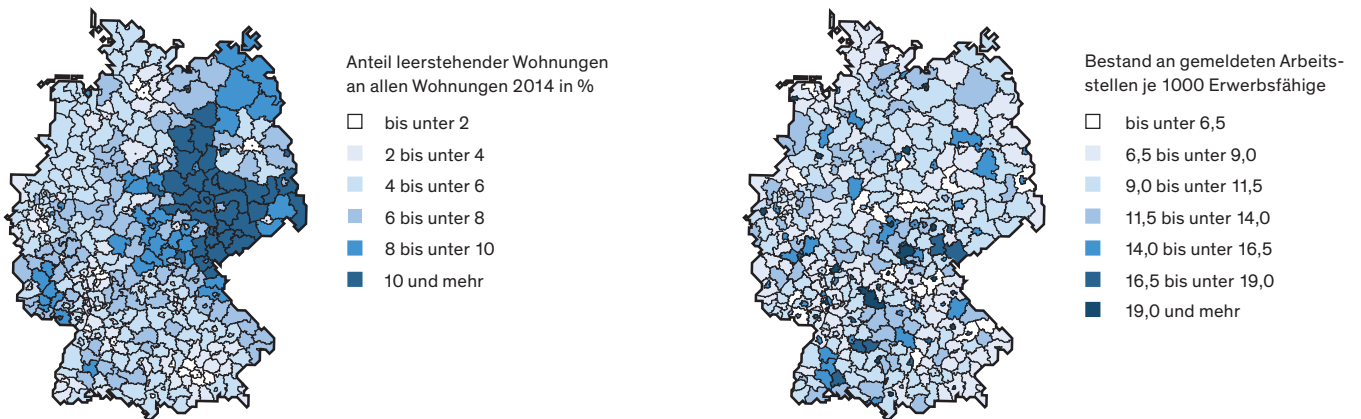 Anteil leerstehender Wohnungen
an allen Wohnungen 2014 in %
bis unter 2
2 bis unter 4
4 bis unter 6
6 bis unter 8
8 bis unter 10
10 und mehr
Bestand an gemeldeten Arbeits-
stellen je 1000 Erwerbsfähige
bis unter 6,5
6,5 bis unter 9,0
9,0 bis unter 11,5
11,5 bis unter 14,0
14,0 bis unter 16,5
16,5 bis unter 19,0
19,0 und mehr